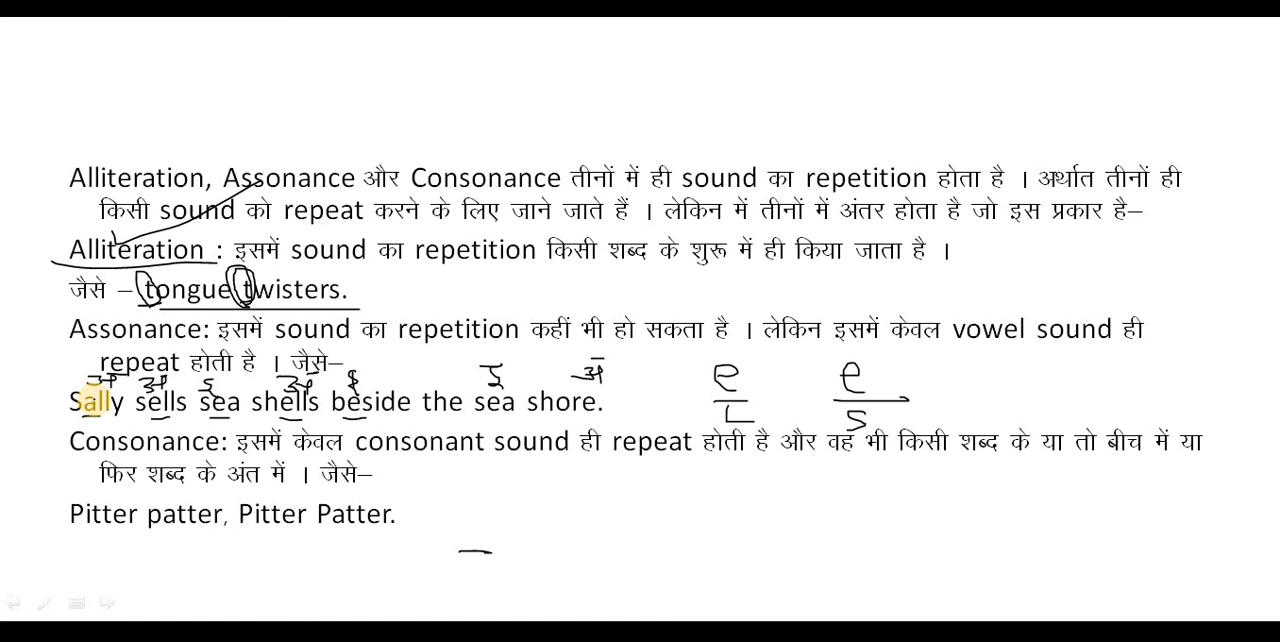 Alliteration, Assonance और Consonance तीनों में ही sound का repetition होता है । अर्थात तीनों ही
किसी sound को repeat करने के लिए जाने जाते हैं । लेकिन में तीनों में अंतर होता है जो इस प्रकार है–
Alliteration : इसमें sound का repetition किसी शब्द के शुरू में ही किया जाता है ।
जैसे – tongue twisters.
Assonance: इसमें sound का repetition कहीं भी हो सकता है । लेकिन इसमें केवल vowel sound ही
repeat होती है । जैसे–
Sally sells sea shells beside the sea shore.
Consonance: इसमें केवल consonant sound ही repeat होती है और वह भी किसी शब्द के या तो बीच में या
फिर शब्द के अंत में । जैसे–
Pitter patter, Pitter Patter.